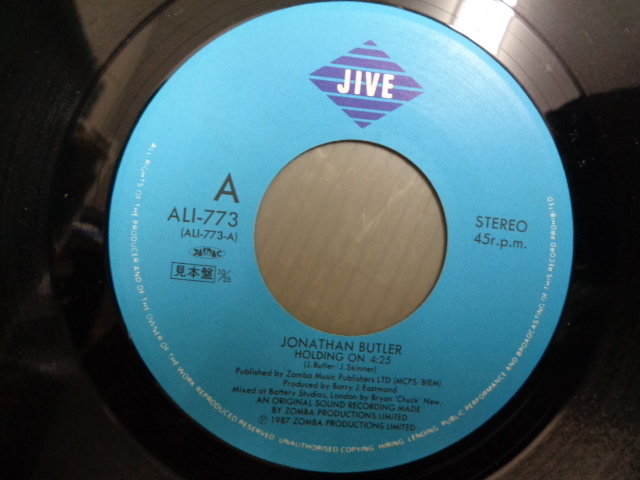 JIVE
A
ALI-773
(ALI-773-A)
JASRAC
見本盤 10/25
STEREO
45r.p.m.
JONATHAN BUTLER
HOLDING ON 4:25
(J. Butler/J. Skinner)
Published by Zomba Music Publishers LTD (MCPS/BIEM)
Produced by Barry J. Eastmond
Mixed at Battery Studios, London by Bryan "Chuck" New.
AN ORIGINAL SOUND RECORDING MADE
BY ZOMBA PRODUCTIONS LIMITED
℗ 1987 ZOMBA PRODUCTIONS LIMITED
ALL RIGHTS OF THE PRODUCER AND OF THE OWNER OF THE WORK REPRODUCED RESERVED. UNAUTHORISED COPYING, HIRING, LENDING, PUBLIC PERFORMANCE AND BROADCASTING OF THIS RECORD PROHIBITED